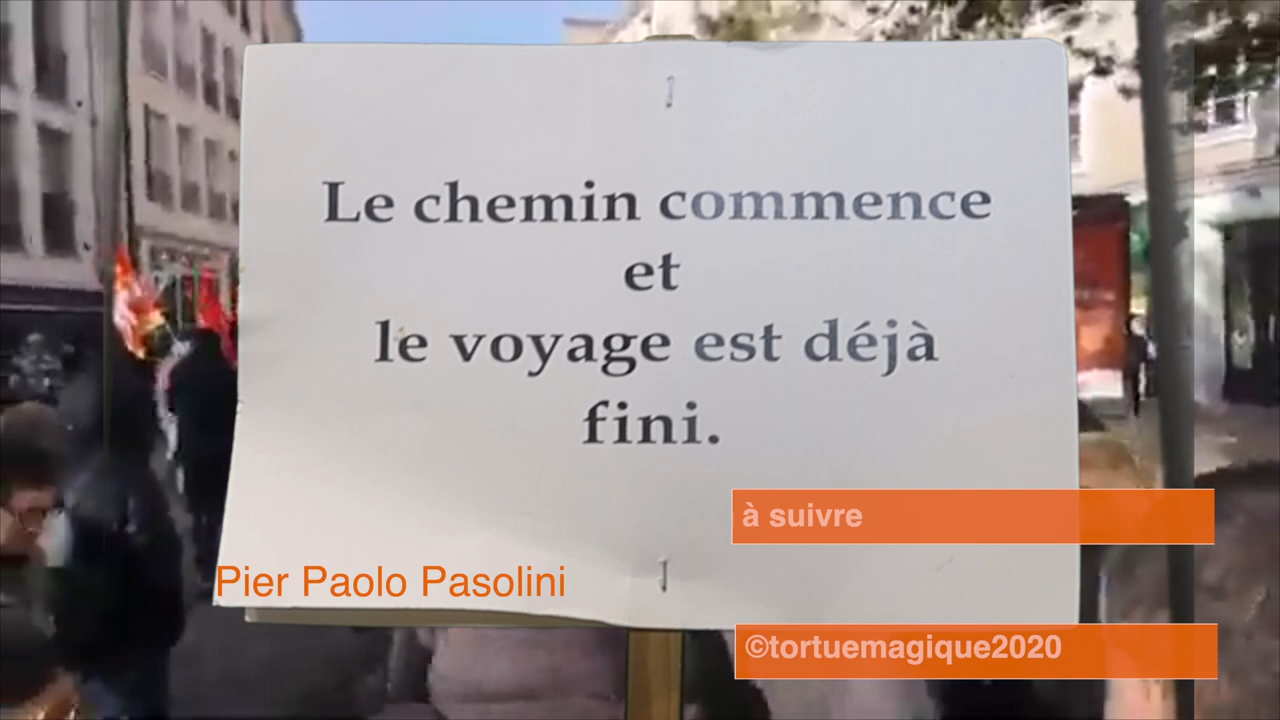 Le chemin commence
et
le voyage est déjà
fini.
à suivre
Pier Paolo Pasolini
©tortuemagique2020